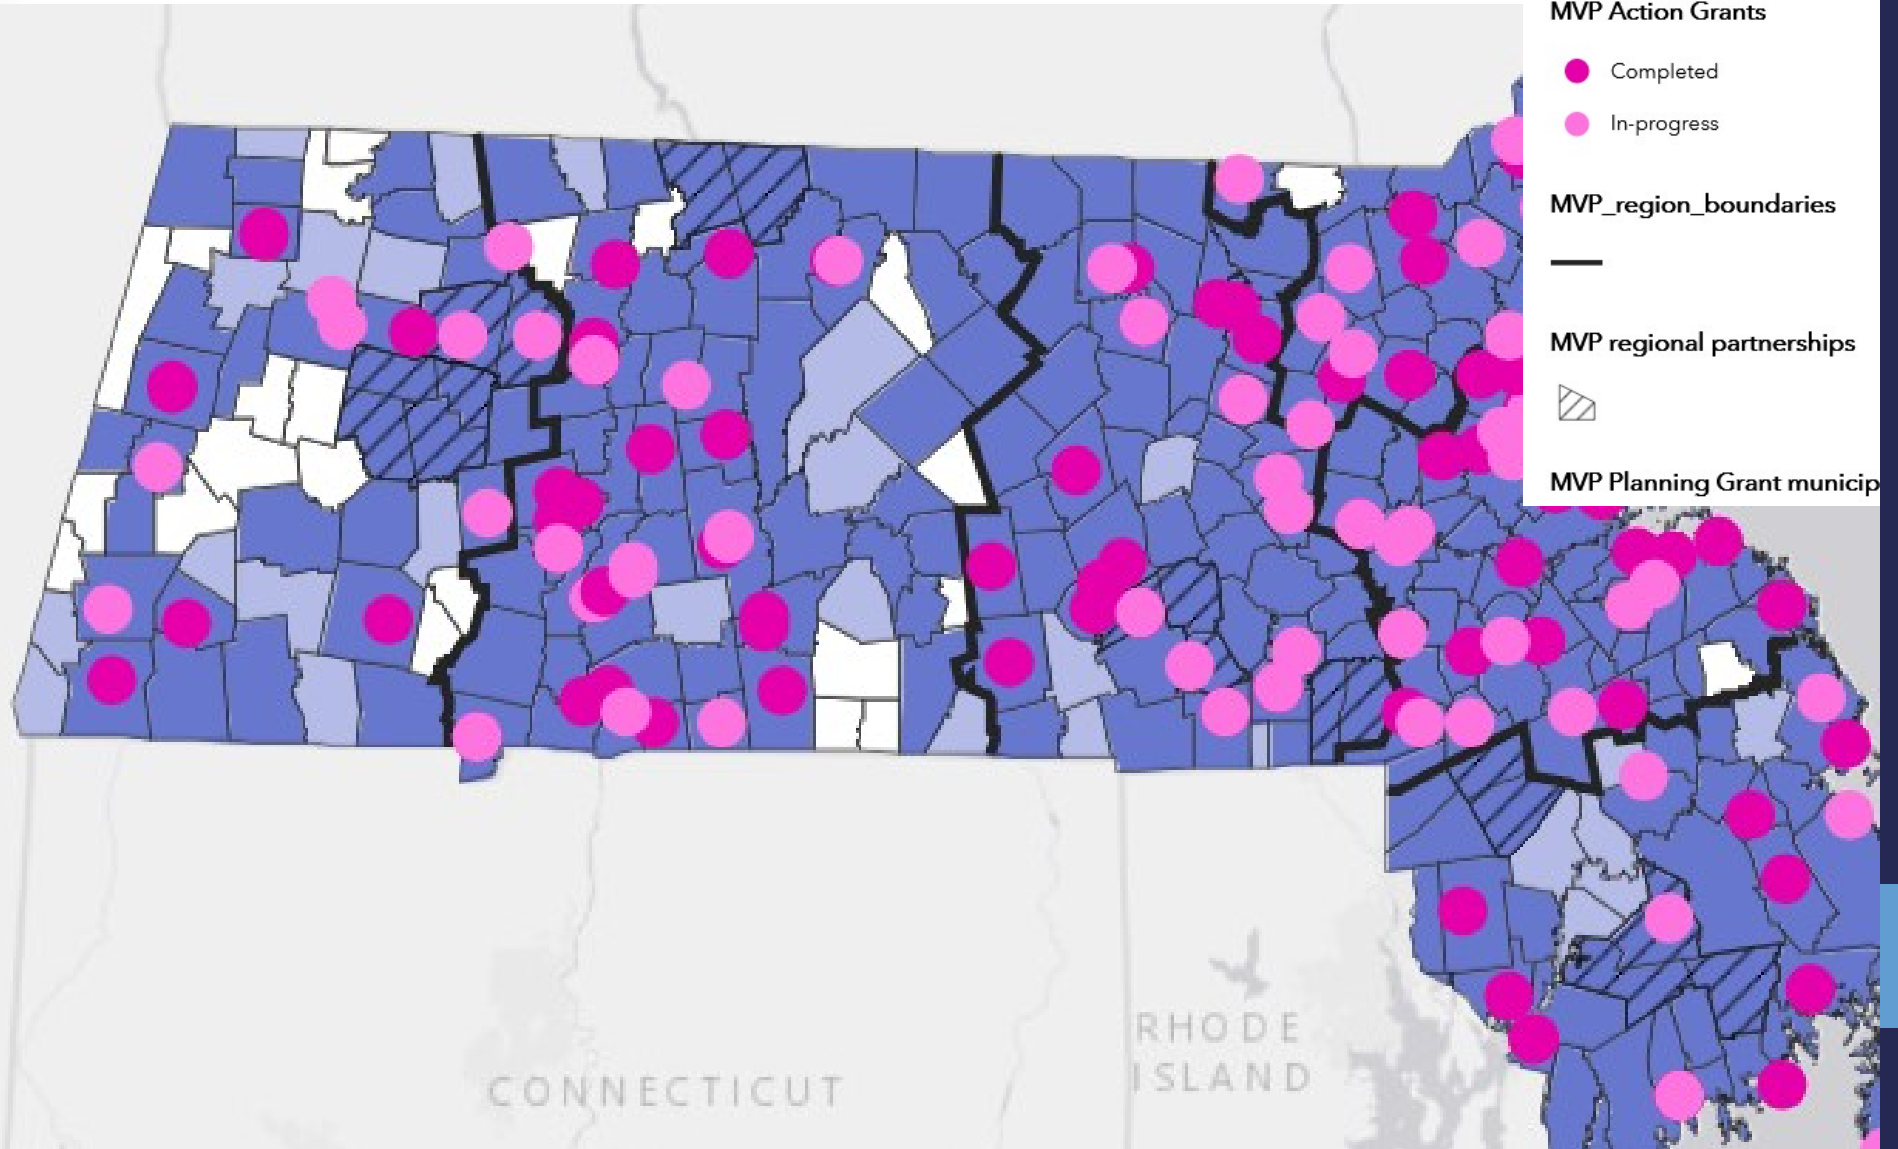 MVP Action Grants
Completed
In-progress
MVP_region_boundaries
MVP regional partnerships
MVP Planning Grant municip
RHODE
ISLAND
CONNECTICUT